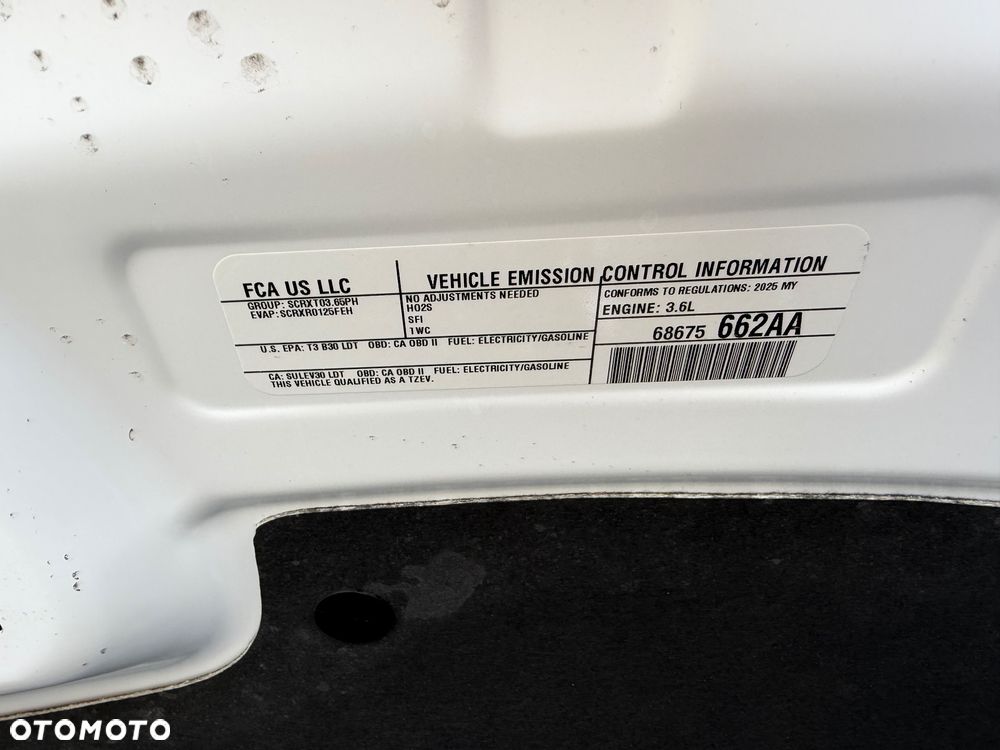 FCA US LLC
GROUP: SCRXT03.65PH
EVAP: SCRXR0125FEH
VEHICLE EMISSION CONTROL INFORMATION
NO ADJUSTMENTS NEEDED
HO2S
SFI
TWC
CONFORMS TO REGULATIONS: 2025 MY
ENGINE: 3.6L
68675 662AA
U.S. EPA: T3 B30 LDT OBD: CA OBD II FUEL: ELECTRICITY/GASOLINE
CA: SULEV30 LDT OBD: CA OBD II FUEL: ELECTRICITY/GASOLINE
THIS VEHICLE QUALIFIED AS A TZEV.
OTOMOTO